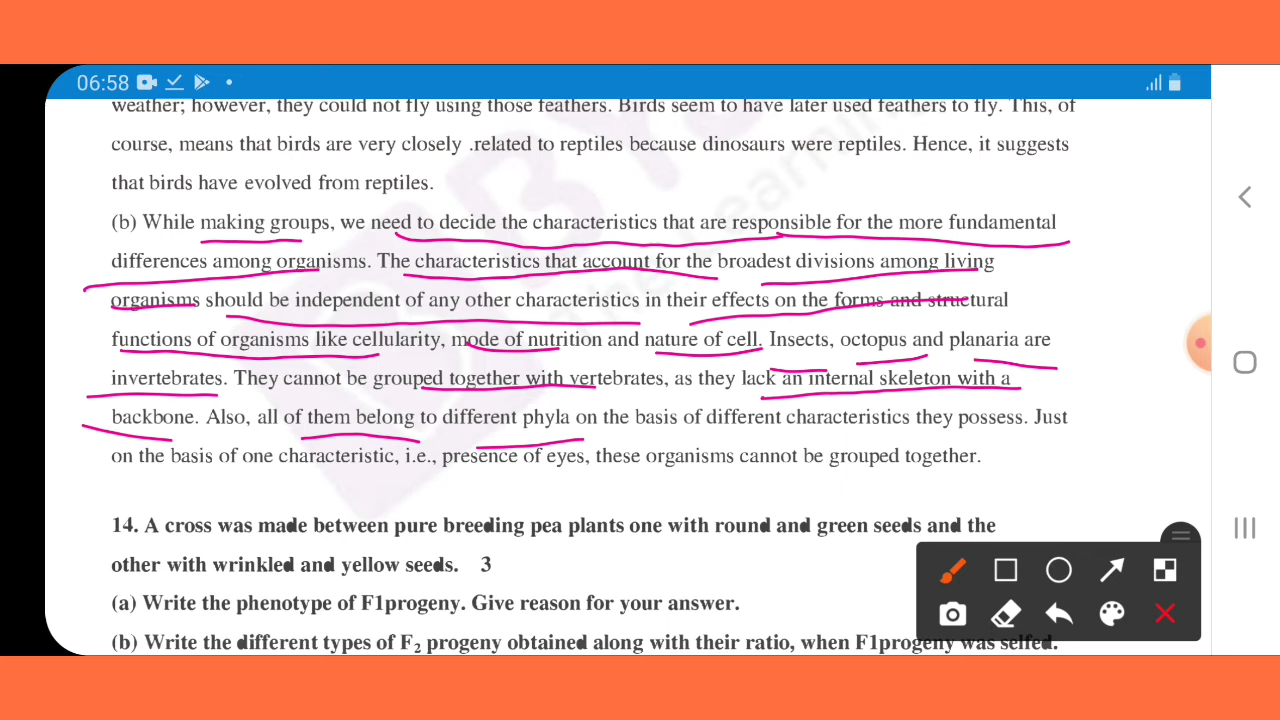 06:58
weather; however, they could not fly using those feathers. Birds seem to have later used feathers to fly. This, of
course, means that birds are very closely .related to reptiles because dinosaurs were reptiles. Hence, it suggests
that birds have evolved from reptiles.
(b) While making groups, we need to decide the characteristics that are responsible for the more fundamental
differences among organisms. The characteristics that account for the broadest divisions among living
organisms should be independent of any other characteristics in their effects on the forms and structural
functions of organisms like cellularity, mode of nutrition and nature of cell. Insects, octopus and planaria are
invertebrates. They cannot be grouped together with vertebrates, as they lack an internal skeleton with a
backbone. Also, all of them belong to different phyla on the basis of different characteristics they possess. Just
on the basis of one characteristic, i.e., presence of eyes, these organisms cannot be grouped together.
14. A cross was made between pure breeding pea plants one with round and green seeds and the
other with wrinkled and yellow seeds. 3
(a) Write the phenotype of F1progeny. Give reason for your answer.
(b) Write the different types of F₂ progeny obtained along with their ratio, when F1progeny was selfed.